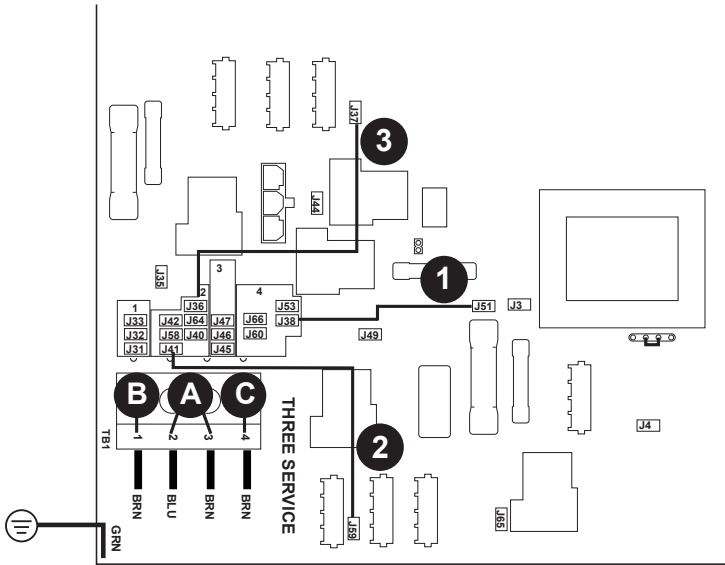 J37
3
J44
3
J35
1
2
J36
4
J53
1
J51
J3
J33
J42
J64
J47
J66
J38
J32
J58
J40
J46
J60
J49
J31
J41
J45
B
A
C
TB1
1
2
3
4
THREE SERVICE
2
J4
BRN
BLU
BRN
BRN
J65
J59
GRN